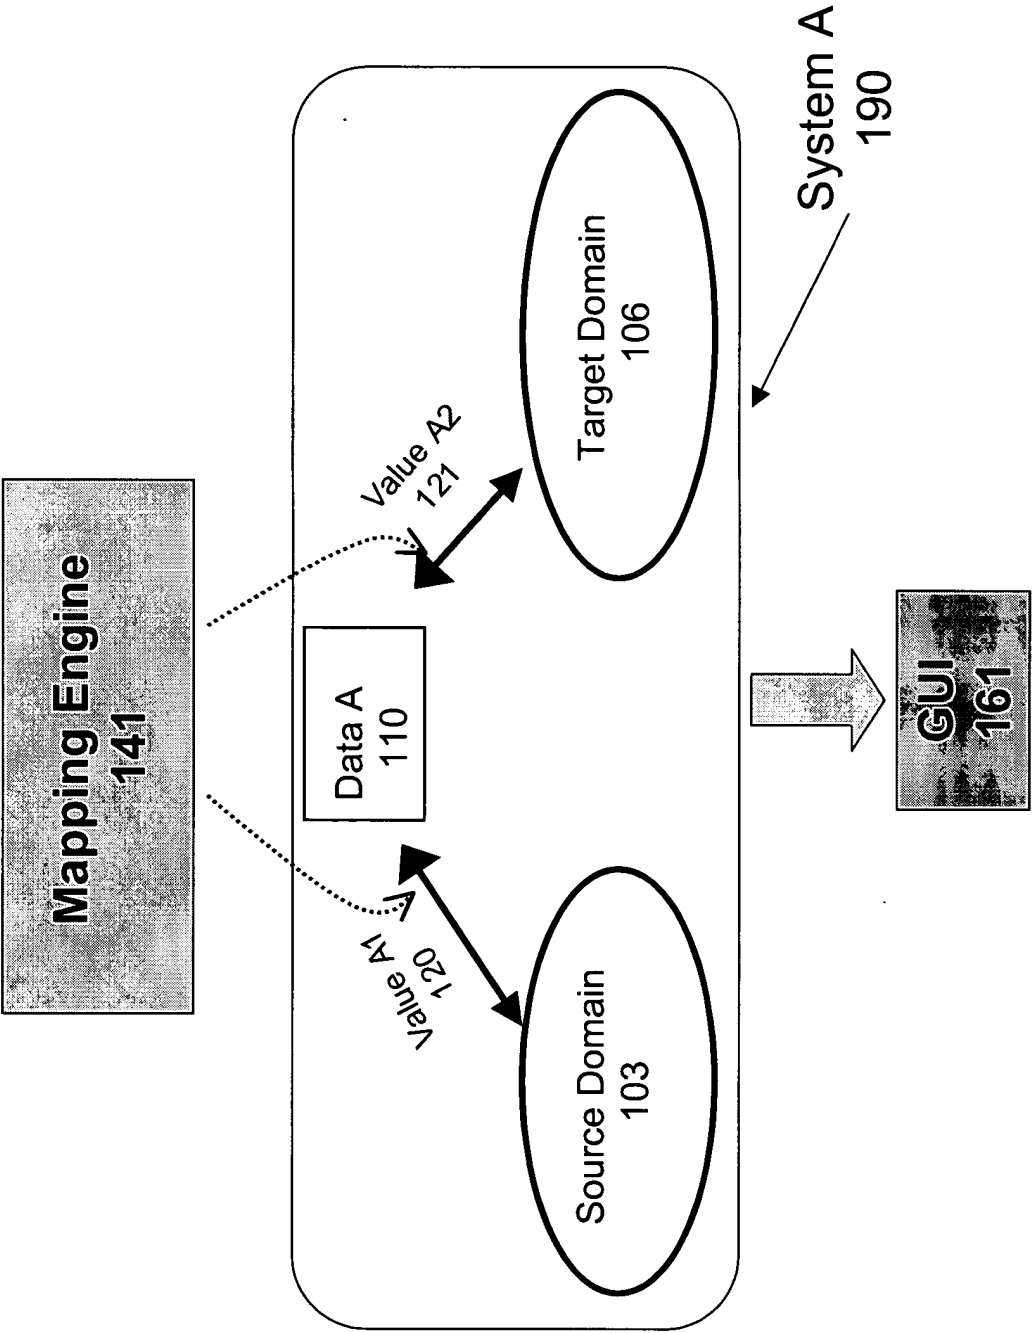 Mapping Engine
141
Data A
110
Value A1
120
Value A2
121
Source Domain
103
Target Domain
106
System A
190
GUI
161